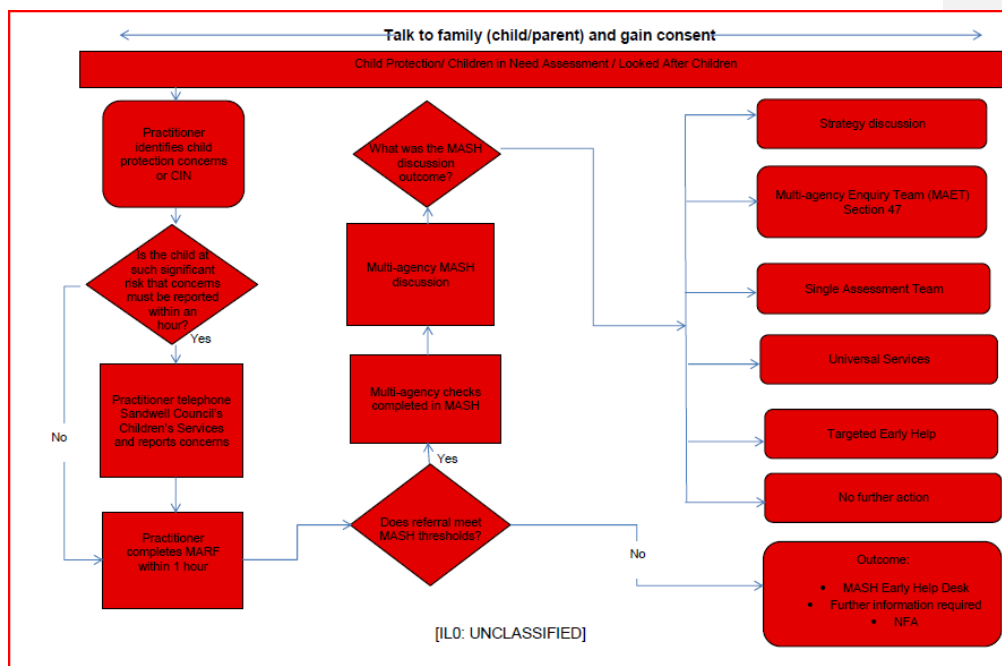 Talk to family (child/parent) and gain consent
Child Protection/ Children in Need Assessment / Looked After Children
Practitioner
identifies child
protection concerns
or CIN
Is the child at
such significant
risk that concerns
must be reported
within an
hour?
Yes
No
Practitioner telephone
Sandwell Council's
Children's Services
and reports concerns
Practitioner
completes MARF
within 1 hour
What was the MASH
discussion
outcome?
Multi-agency MASH
discussion
Multi-agency checks
completed in MASH
Yes
Does referral meet
MASH thresholds?
No
Strategy discussion
Multi-agency Enquiry Team (MAET)
Section 47
Single Assessment Team
Universal Services
Targeted Early Help
No further action
Outcome:
• MASH Early Help Desk
• Further information required
• NFA
[IL0: UNCLASSIFIED]